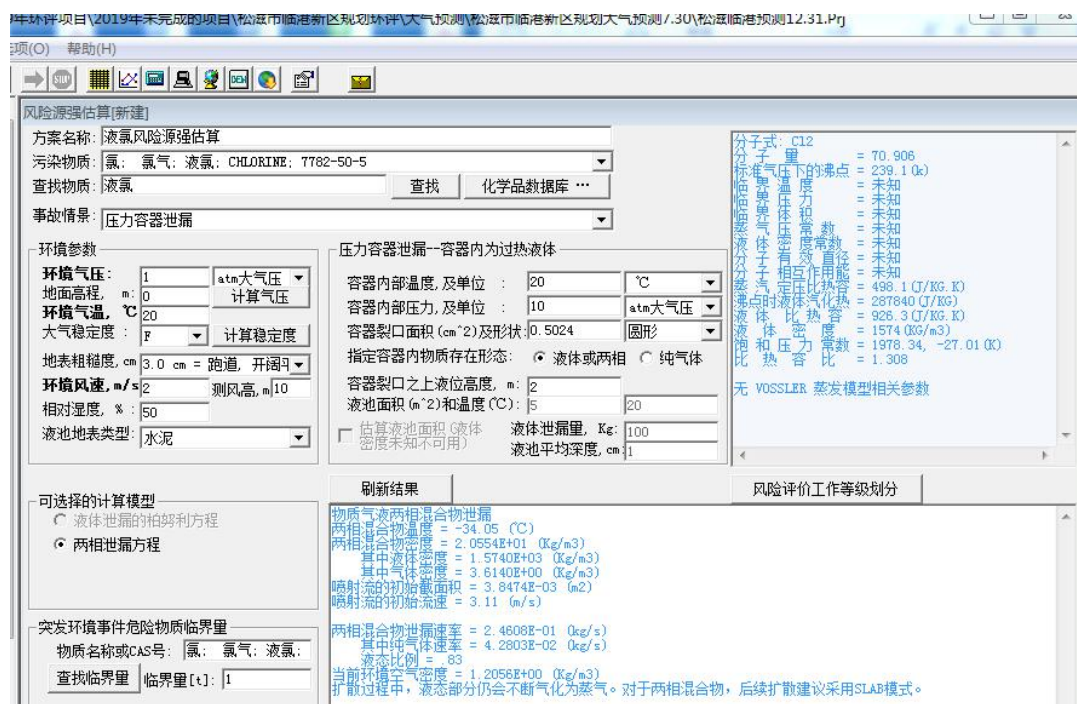 年环评项目\2019年未完成的项目\松滋市临港新区规划环评\大气预测\松滋市临港新区规划大气预测7.30\松滋临港预测12.31.Prj
项(O) 帮助(H)
STOP DEM
风险源强估算[新建]
方案名称: 液氯风险源强估算
污染物质: 氯; 氯气; 液氯; CHLORINE; 7782-50-5
查找物质: 液氯 查找 化学品数据库 …
事故情景: 压力容器泄漏
环境参数
环境气压: 1 atm大气压
地面高程, m: 0 计算气压
环境气温, ℃ 20
大气稳定度: F 计算稳定度
地表粗糙度, cm 3.0 cm = 跑道, 开阔平
环境风速, m/s 2 测风高, m 10
相对湿度, % : 50
液池地表类型: 水泥
压力容器泄漏--容器内为过热液体
容器内部温度, 及单位 : 20 ℃
容器内部压力, 及单位 : 10 atm大气压
容器裂口面积(cm^2)及形状: 0.5024 圆形
指定容器内物质存在形态: 液体或两相 纯气体
容器裂口之上液位高度, m: 2
液池面积(m^2)和温度(℃): 5 20
估算液池面积(液体密度未知不可用) 液体泄漏量, Kg: 100
液池平均深度, cm 1
分子式: Cl2
分 子 量 = 70.906
标准气压下的沸点 = 239.1(k)
临 界 温 度 = 未知
临 界 压 力 = 未知
临 界 体 积 = 未知
蒸 气 压 常 数 = 未知
液 体 密 度常数 = 未知
分 子 有 效 直径 = 未知
分 子 相互作用能 = 未知
蒸 汽 定压比热容 = 498.1(J/KG.K)
沸点时液体汽化热 = 287840(J/KG)
液 体 比 热 容 = 926.3(J/KG.K)
液 体 密 度 = 1574(KG/m3)
饱 和 压 力 常数 = 1978.34, -27.01(K)
比 热 容 比 = 1.308
无 VOSSLER 蒸发模型相关参数
可选择的计算模型
液体泄漏的柏努利方程
两相泄漏方程
突发环境事件危险物质临界量
物质名称或CAS号: 氯; 氯气; 液氯;
查找临界量 临界量[t]: 1
刷新结果 风险评价工作等级划分
物质气液两相混合物泄漏
两相混合物温度 = -34.05 (℃)
两相混合物密度 = 2.0554E+01 (Kg/m3)
其中液体密度 = 1.5740E+03 (Kg/m3)
其中气体密度 = 3.6140E+00 (Kg/m3)
喷射流的初始截面积 = 3.8474E-03 (m2)
喷射流的初始流速 = 3.11 (m/s)
两相混合物泄漏速率 = 2.4608E-01 (kg/s)
其中纯气体速率 = 4.2803E-02 (kg/s)
液态比例 = .83
当前环境空气密度 = 1.2056E+00 (Kg/m3)
扩散过程中，液态部分仍会不断气化为蒸气。对于两相混合物，后续扩散建议采用SLAB模式。